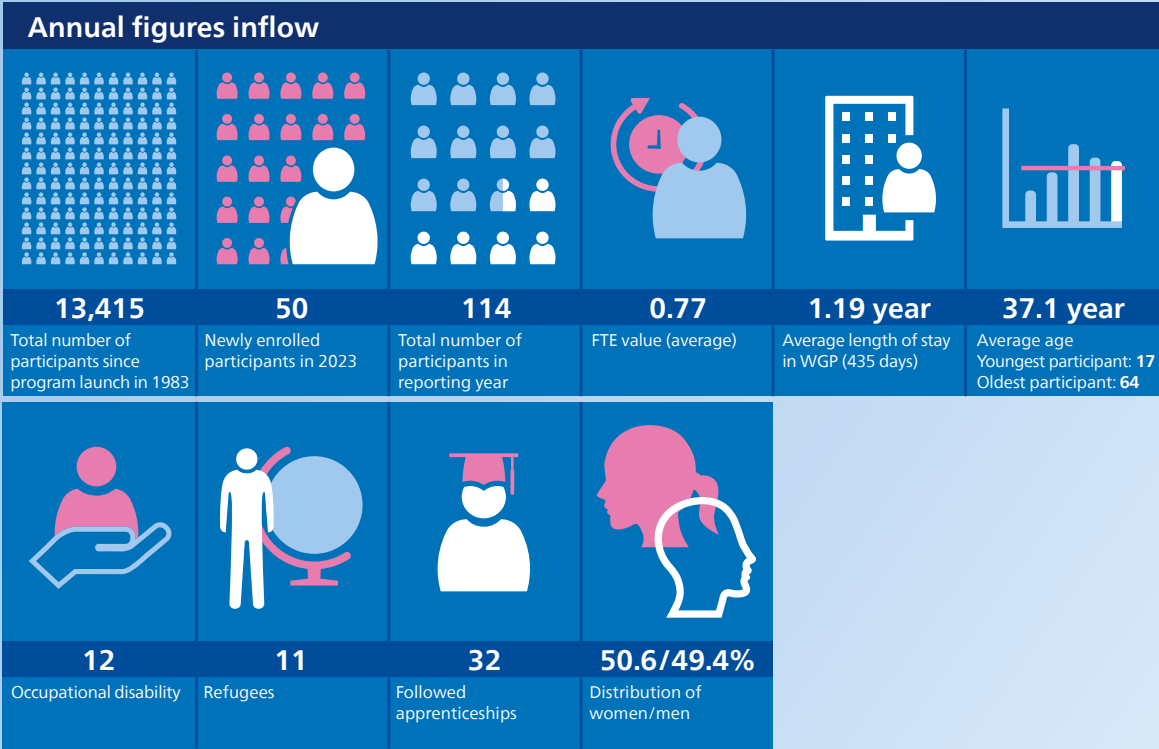 Annual figures inflow
13,415
Total number of
participants since
program launch in 1983
50
Newly enrolled
participants in 2023
114
Total number of
participants in
reporting year
0.77
FTE value (average)
1.19 year
Average length of stay
in WGP (435 days)
37.1 year
Average age
Youngest participant: 17
Oldest participant: 64
12
Occupational disability
11
Refugees
32
Followed
apprenticeships
50.6/49.4%
Distribution of
women/men